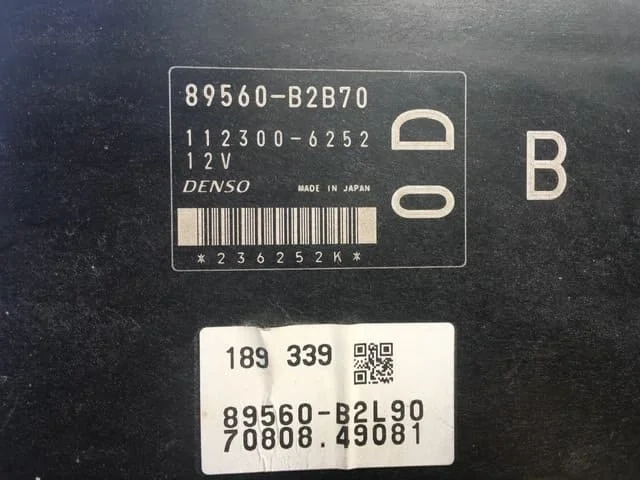 89560-B2B70
112300-6252
12V
DENSO MADE IN JAPAN
*236252K*
0D
B
189 339
89560-B2L90
70808.49081